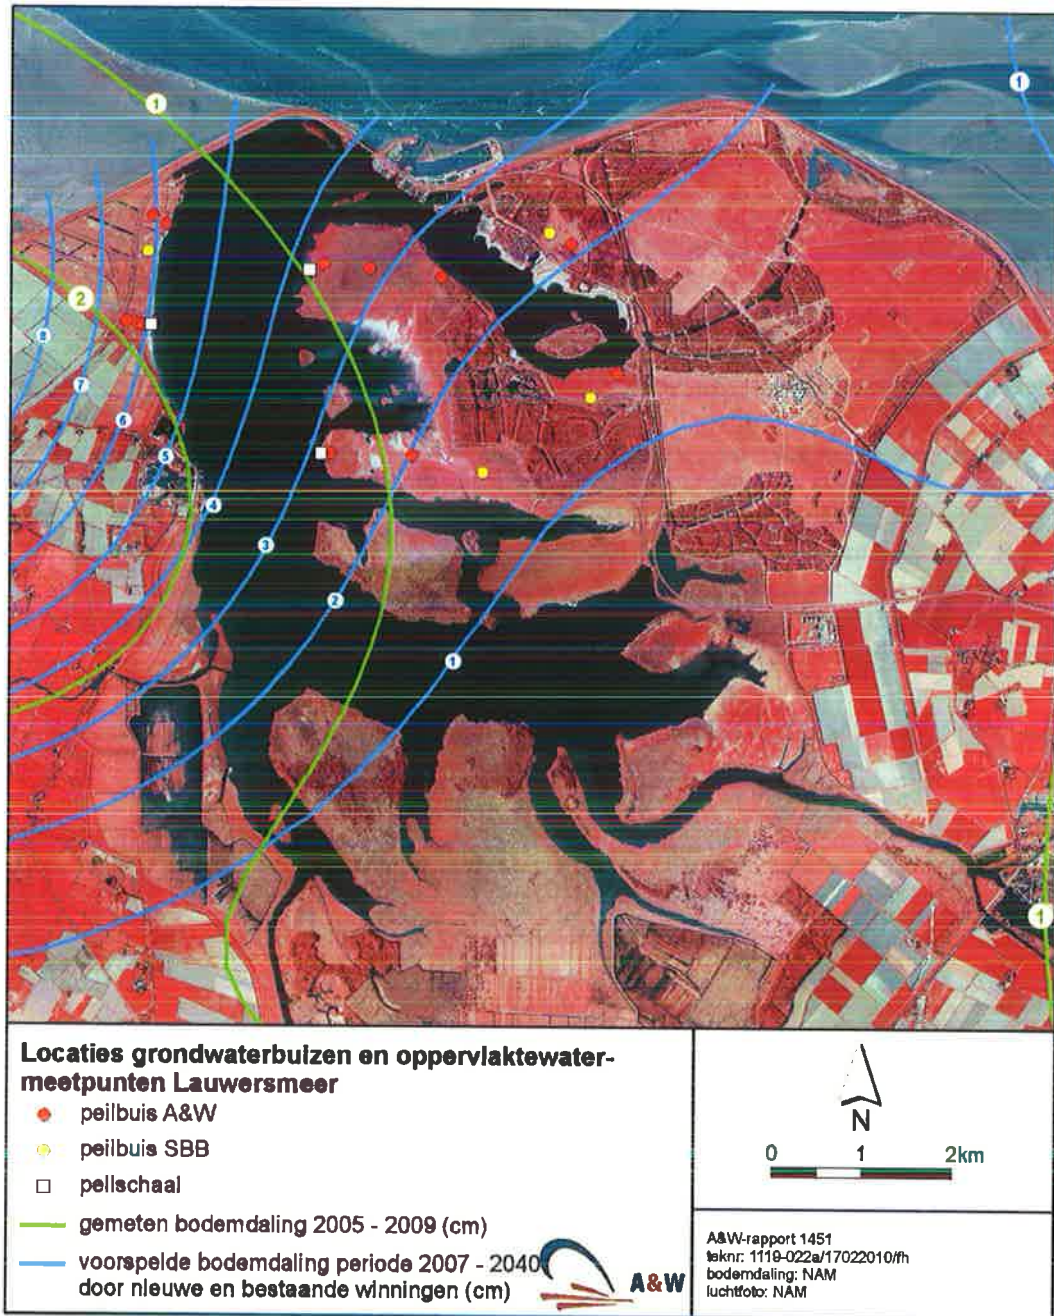 1
1
2
8
7
6
5
4
3
2
1
1
Locaties grondwaterbuizen en oppervlaktewater-
meetpunten Lauwersmeer
peilbuis A&W
peilbuis SBB
peilschaal
gemeten bodemdaling 2005 - 2009 (cm)
voorspelde bodemdaling periode 2007 - 2040
door nieuwe en bestaande winningen (cm)
A&W
N
0 1 2km
A&W-rapport 1451
teknr: 1119-022a/17022010/fh
bodemdaling: NAM
luchtfoto: NAM